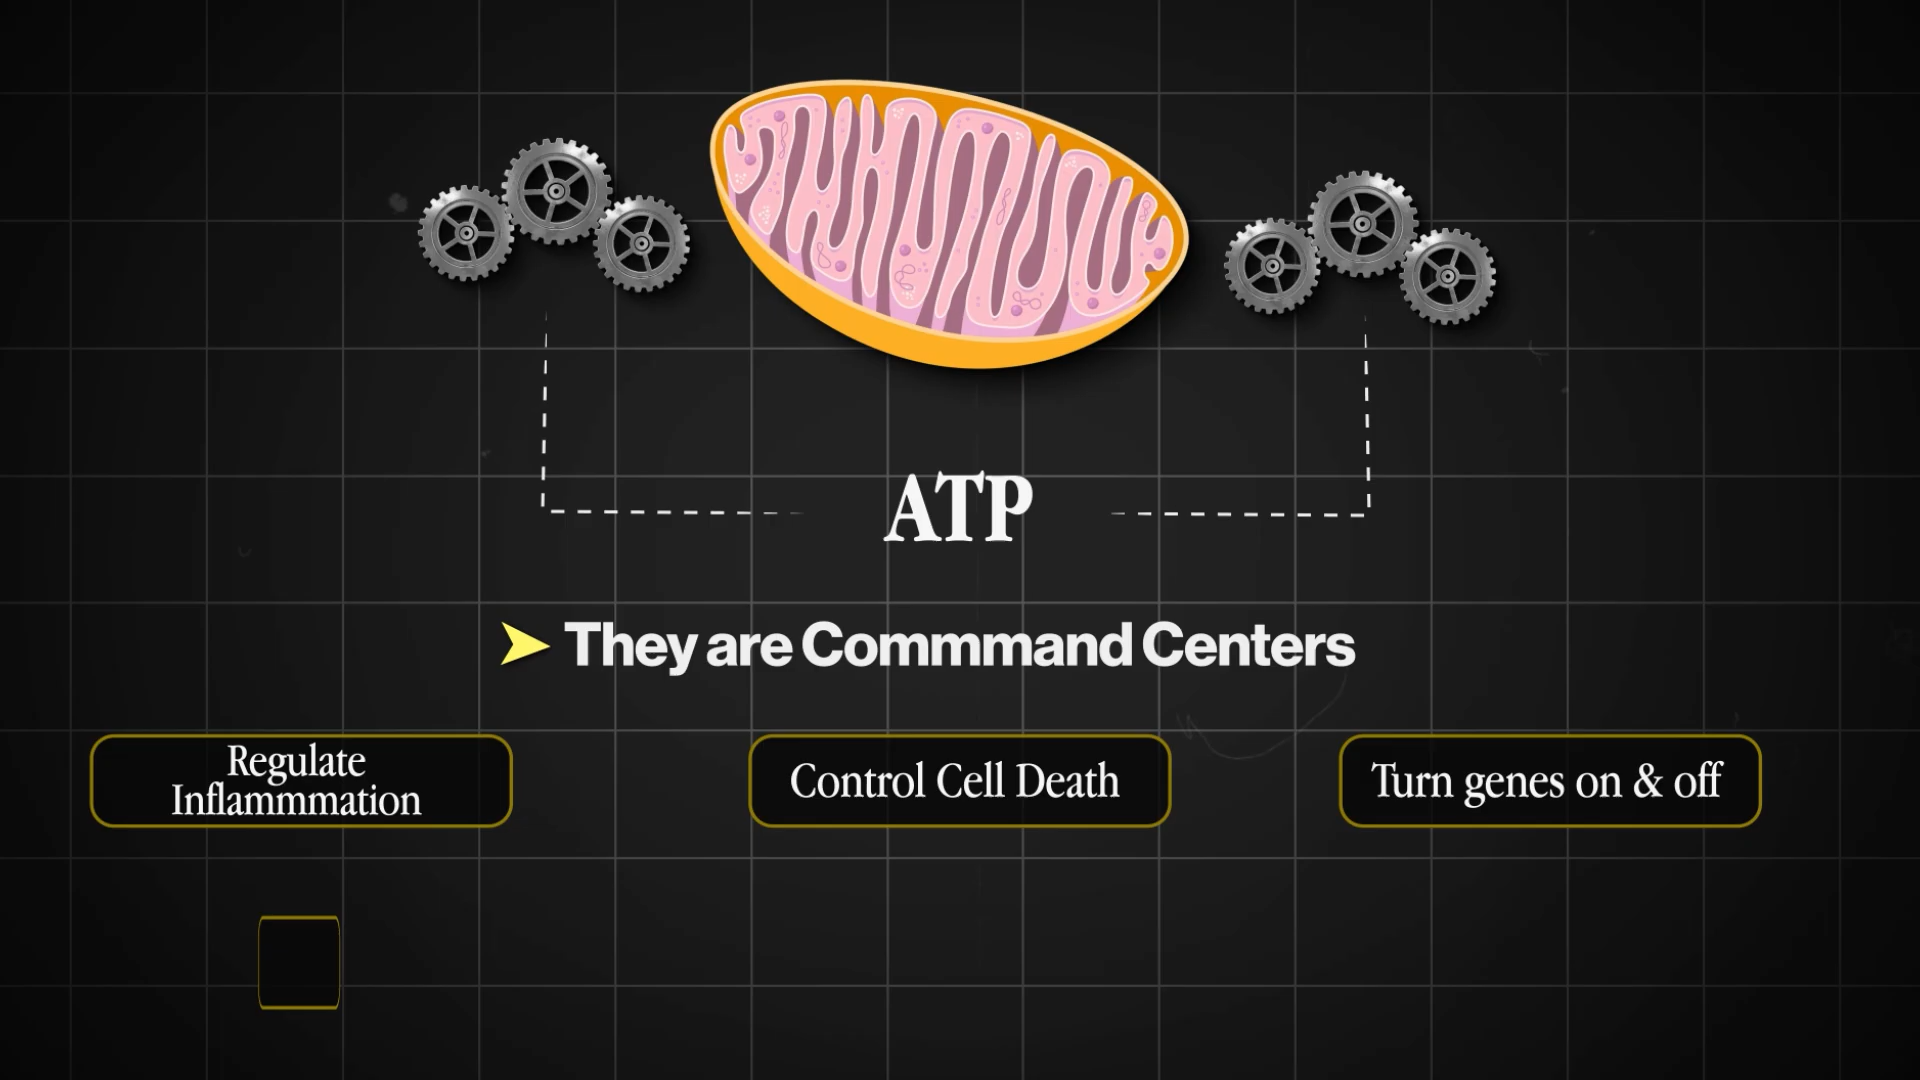 ATP
They are Commmand Centers
Regulate
Inflammmation
Control Cell Death
Turn genes on & off